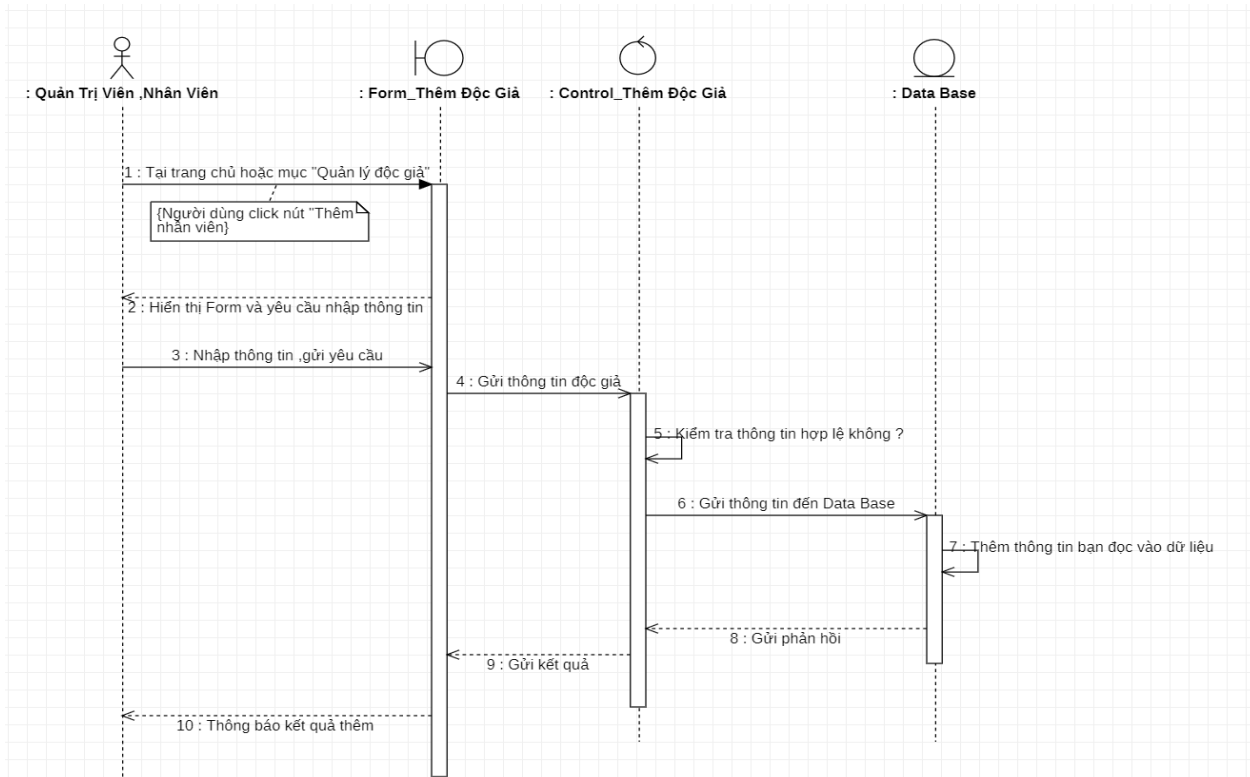 : Quản Trị Viên ,Nhân Viên
: Form_Thêm Độc Giả
: Control_Thêm Độc Giả
: Data Base
1 : Tại trang chủ hoặc mục "Quản lý độc giả"
{Người dùng click nút "Thêm
nhân viên}
2 : Hiển thị Form và yêu cầu nhập thông tin
3 : Nhập thông tin ,gửi yêu cầu
4 : Gửi thông tin độc giả
5 : Kiểm tra thông tin hợp lệ không ?
6 : Gửi thông tin đến Data Base
7 : Thêm thông tin bạn đọc vào dữ liệu
8 : Gửi phản hồi
9 : Gửi kết quả
10 : Thông báo kết quả thêm